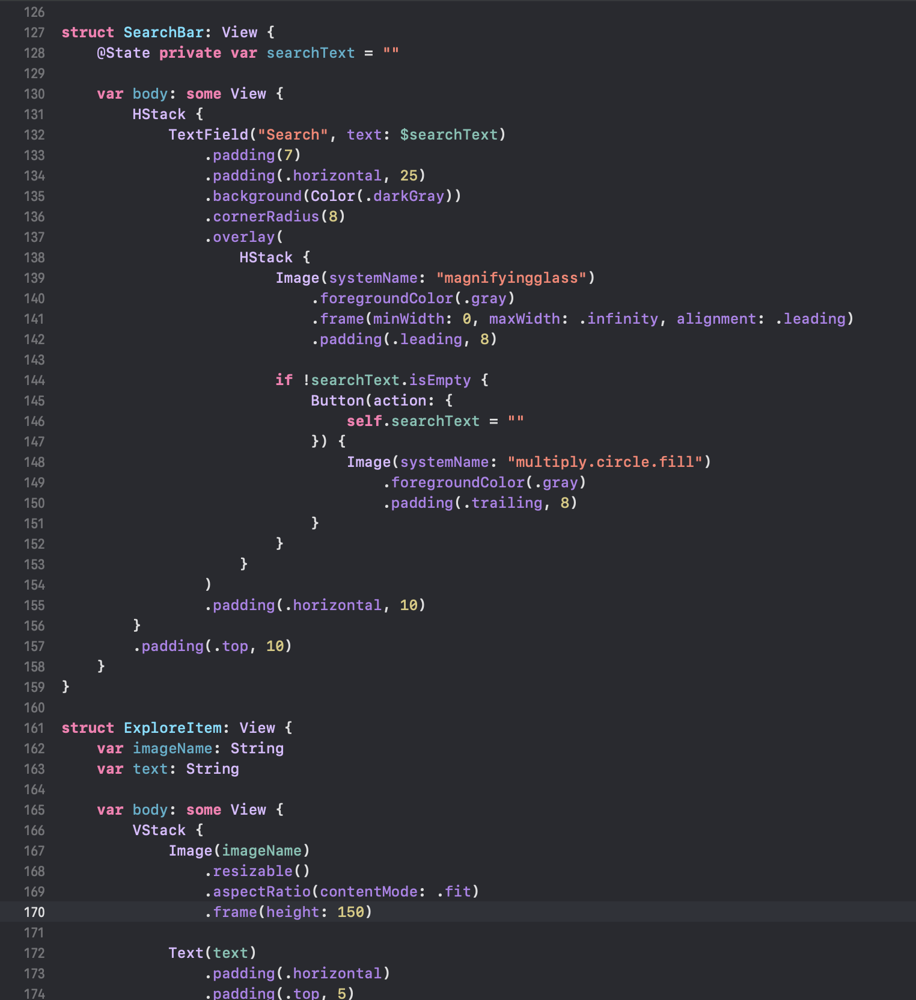 126
127 struct SearchBar: View {
128     @State private var searchText = ""
129
130     var body: some View {
131         HStack {
132             TextField("Search", text: $searchText)
133                 .padding(7)
134                 .padding(.horizontal, 25)
135                 .background(Color(.darkGray))
136                 .cornerRadius(8)
137                 .overlay(
138                     HStack {
139                         Image(systemName: "magnifyingglass")
140                             .foregroundColor(.gray)
141                             .frame(minWidth: 0, maxWidth: .infinity, alignment: .leading)
142                             .padding(.leading, 8)
143
144                         if !searchText.isEmpty {
145                             Button(action: {
146                                 self.searchText = ""
147                             }) {
148                                 Image(systemName: "multiply.circle.fill")
149                                     .foregroundColor(.gray)
150                                     .padding(.trailing, 8)
151                             }
152                         }
153                     }
154                 )
155                 .padding(.horizontal, 10)
156         }
157         .padding(.top, 10)
158     }
159 }
160
161 struct ExploreItem: View {
162     var imageName: String
163     var text: String
164
165     var body: some View {
166         VStack {
167             Image(imageName)
168                 .resizable()
169                 .aspectRatio(contentMode: .fit)
170                 .frame(height: 150)
171
172             Text(text)
173                 .padding(.horizontal)
174                 .padding(.top, 5)